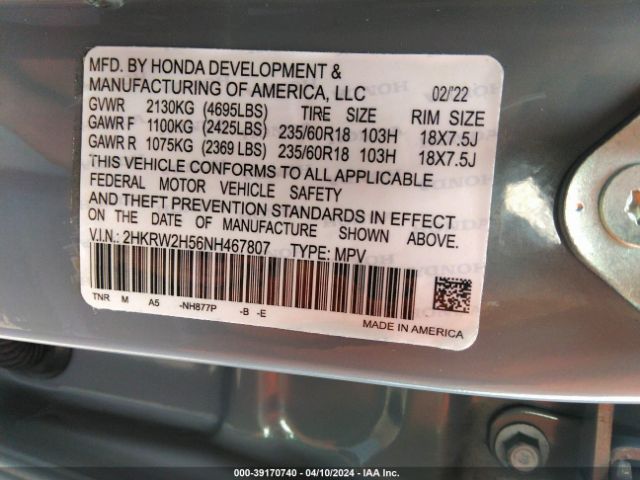 MFD. BY HONDA DEVELOPMENT &
MANUFACTURING OF AMERICA, LLC 02/'22
GVWR 2130KG (4695LBS) TIRE SIZE RIM SIZE
GAWR F 1100KG (2425LBS) 235/60R18 103H 18X7.5J
GAWR R 1075KG (2369 LBS) 235/60R18 103H 18X7.5J
THIS VEHICLE CONFORMS TO ALL APPLICABLE
FEDERAL MOTOR VEHICLE SAFETY
AND THEFT PREVENTION STANDARDS IN EFFECT
ON THE DATE OF MANUFACTURE SHOWN ABOVE.
V.I.N.: 2HKRW2H56NH467807 TYPE: MPV
TNR M A5 -NH877P -B -E
MADE IN AMERICA
000-39170740 - 04/10/2024 - IAA Inc.